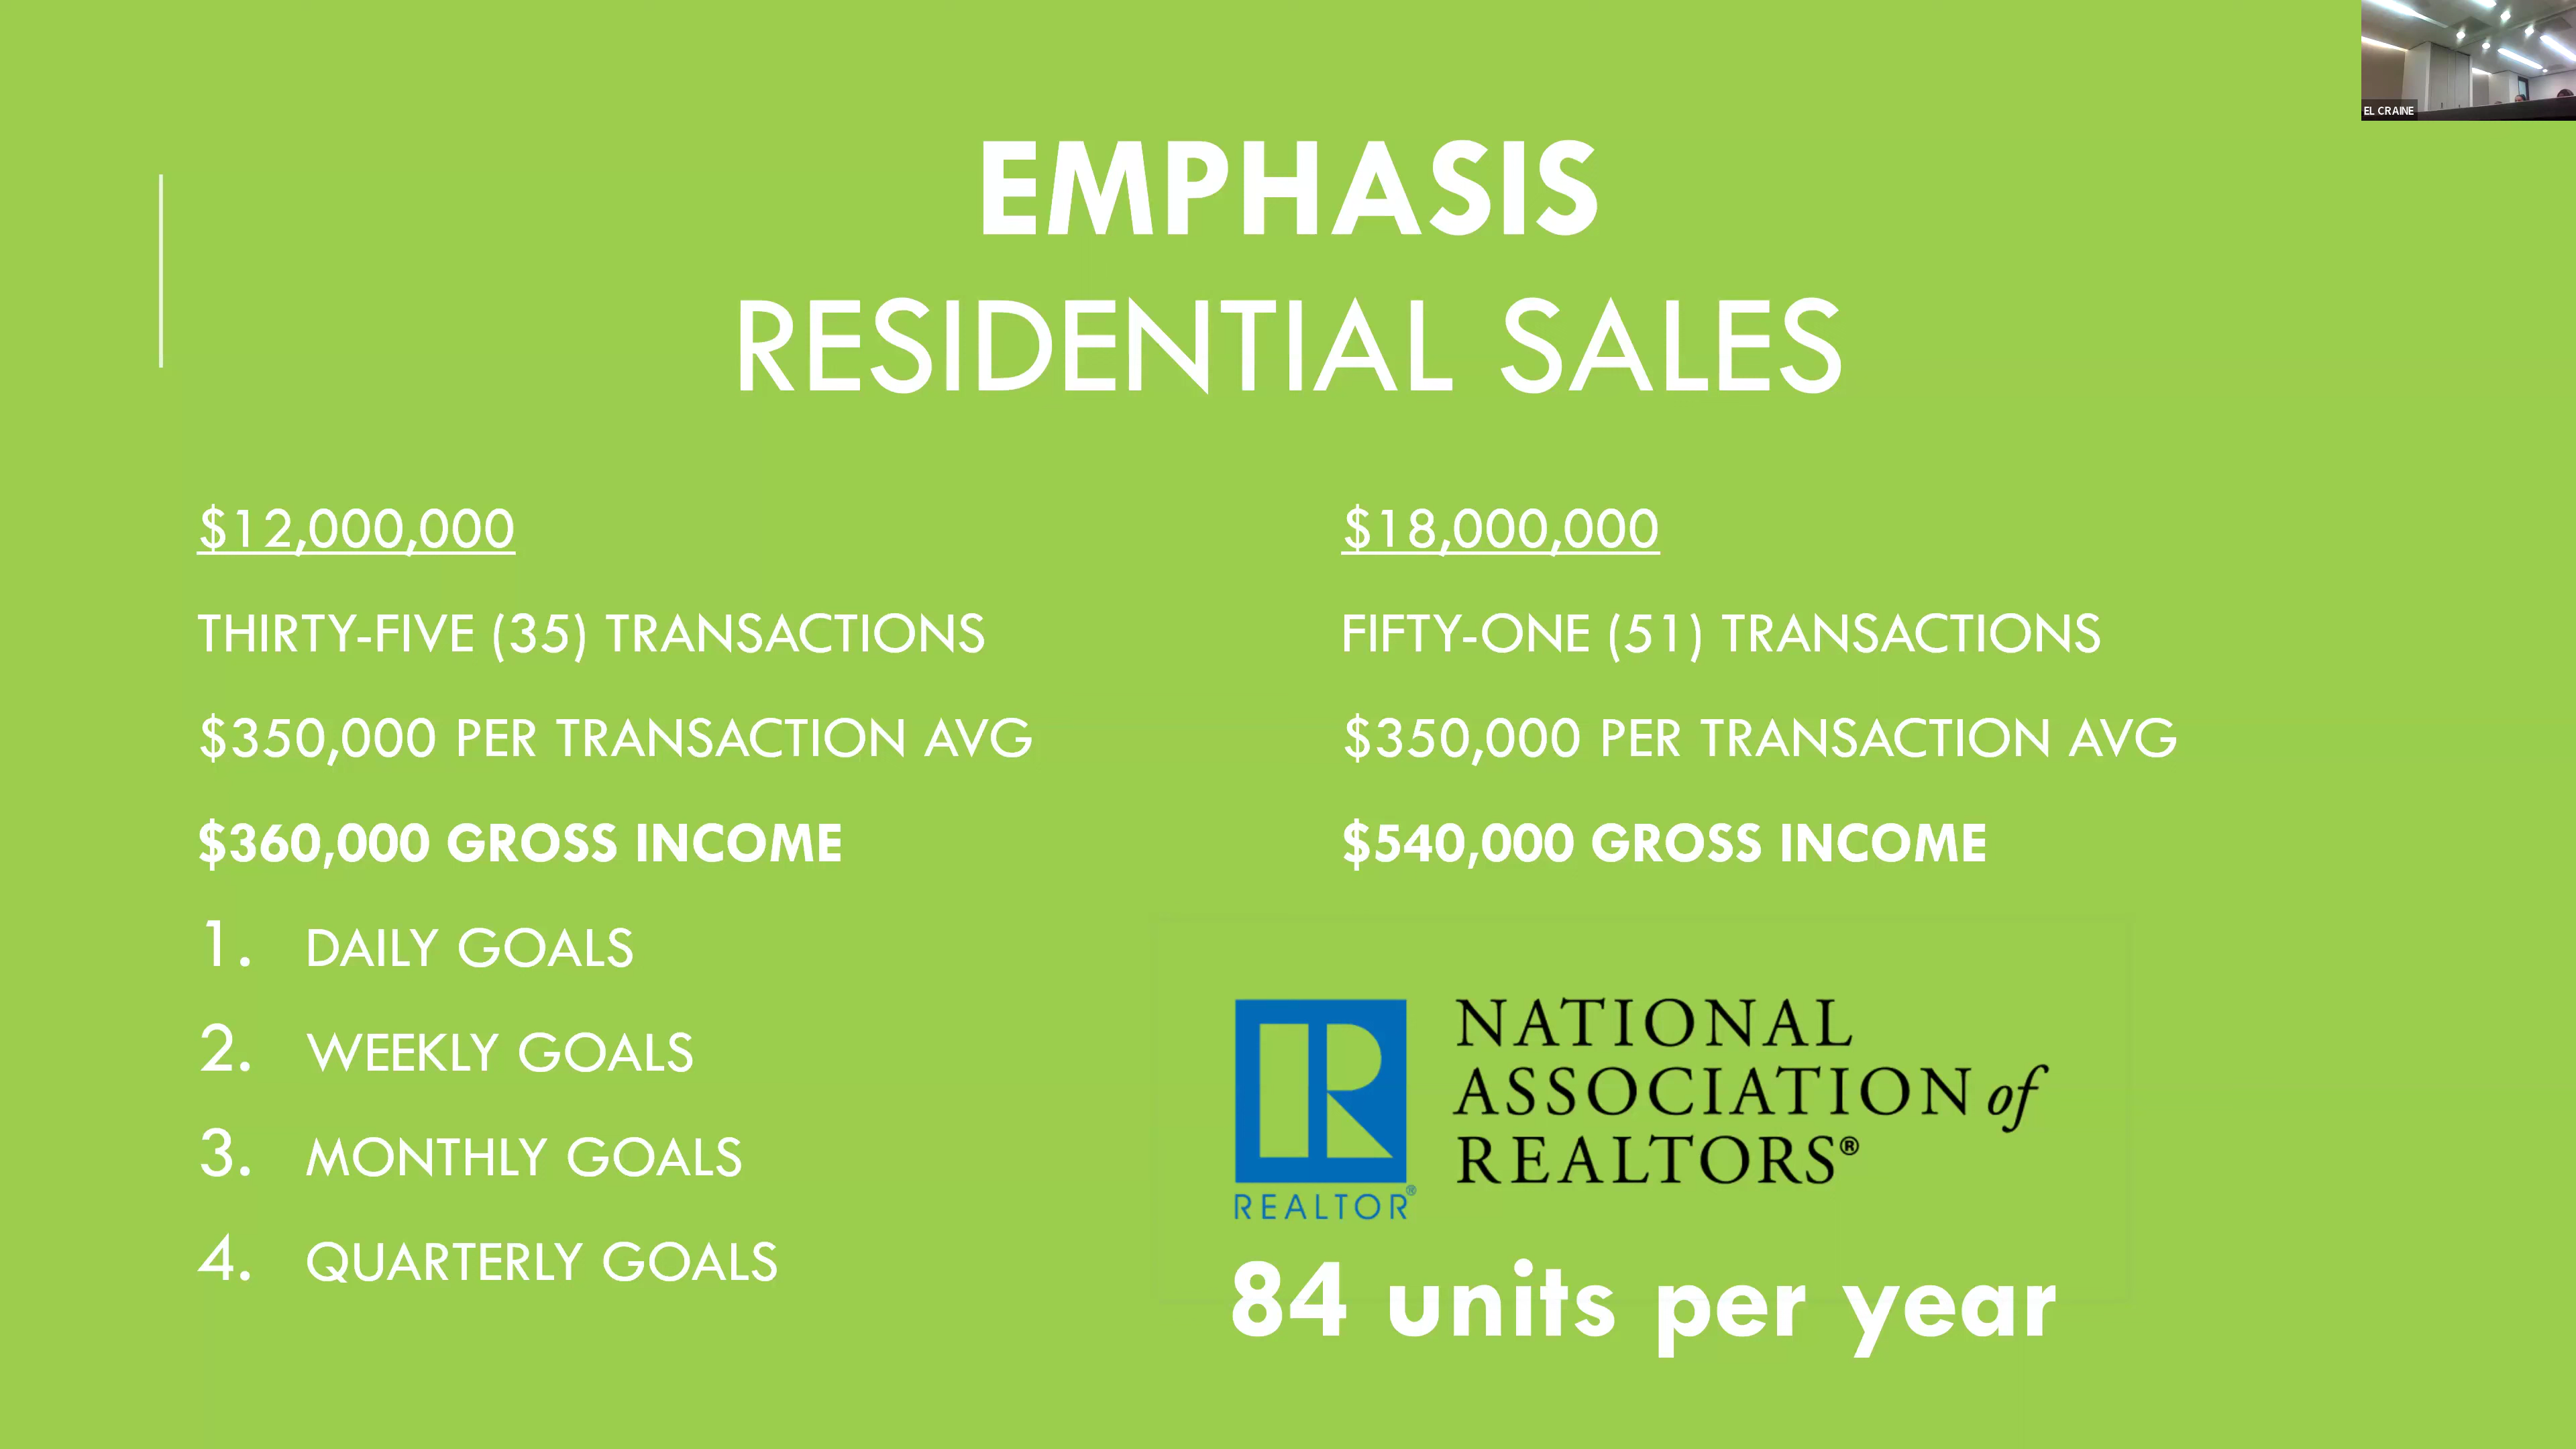 EL CRAINE
EMPHASIS
RESIDENTIAL SALES
$12,000,000
THIRTY-FIVE (35) TRANSACTIONS
$350,000 PER TRANSACTION AVG
$360,000 GROSS INCOME
1. DAILY GOALS
2. WEEKLY GOALS
3. MONTHLY GOALS
4. QUARTERLY GOALS
$18,000,000
FIFTY-ONE (51) TRANSACTIONS
$350,000 PER TRANSACTION AVG
$540,000 GROSS INCOME
REALTOR®
NATIONAL
ASSOCIATION of
REALTORS®
84 units per year